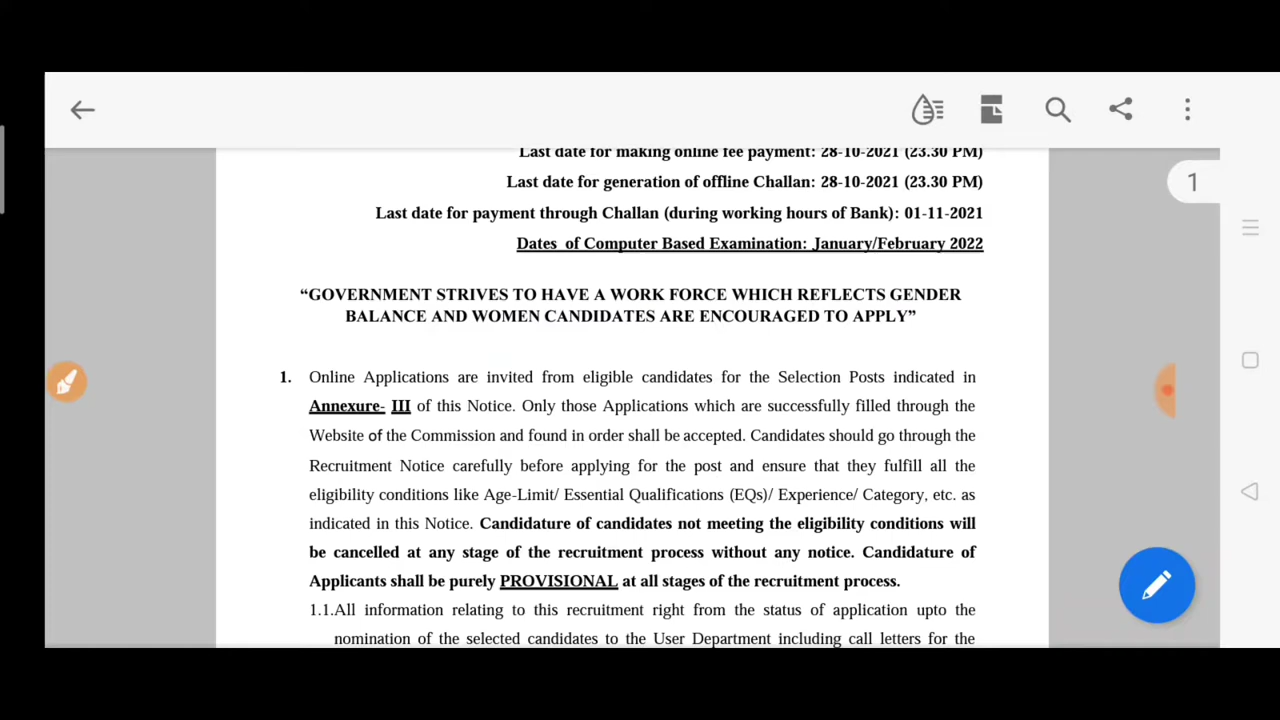 Last date for making online fee payment: 28-10-2021 (23.30 PM)
1
Last date for generation of offline Challan: 28-10-2021 (23.30 PM)
Last date for payment through Challan (during working hours of Bank): 01-11-2021
Dates of Computer Based Examination: January/February 2022
“GOVERNMENT STRIVES TO HAVE A WORK FORCE WHICH REFLECTS GENDER
BALANCE AND WOMEN CANDIDATES ARE ENCOURAGED TO APPLY”
1. Online Applications are invited from eligible candidates for the Selection Posts indicated in
Annexure- III of this Notice. Only those Applications which are successfully filled through the
Website of the Commission and found in order shall be accepted. Candidates should go through the
Recruitment Notice carefully before applying for the post and ensure that they fulfill all the
eligibility conditions like Age-Limit/ Essential Qualifications (EQs)/ Experience/ Category, etc. as
indicated in this Notice. Candidature of candidates not meeting the eligibility conditions will
be cancelled at any stage of the recruitment process without any notice. Candidature of
Applicants shall be purely PROVISIONAL at all stages of the recruitment process.
1.1.All information relating to this recruitment right from the status of application upto the
nomination of the selected candidates to the User Department including call letters for the